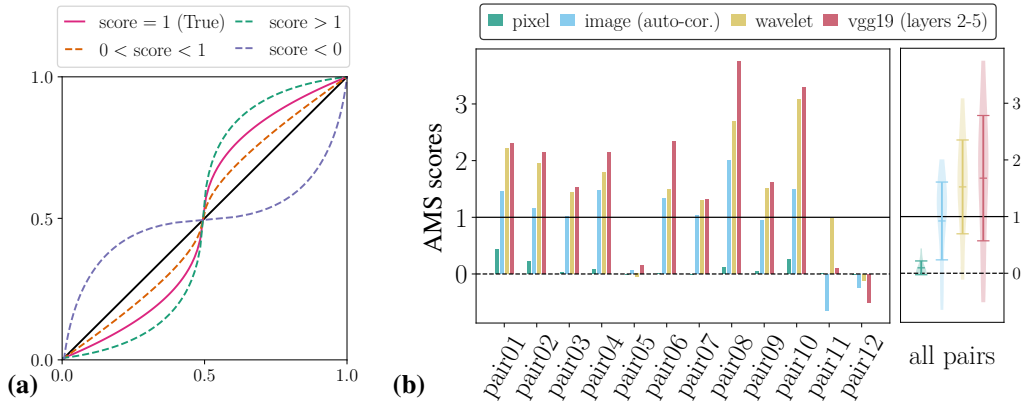 score = 1 (True)
score > 1
0 < score < 1
score < 0
1.0
0.5
0.0
0.0
0.5
1.0
(a)
pixel
image (auto-cor.)
wavelet
vgg19 (layers 2-5)
AMS scores
3
2
1
0
pair01
pair02
pair03
pair04
pair05
pair06
pair07
pair08
pair09
pair10
pair11
pair12
(b)
3
2
1
0
all pairs